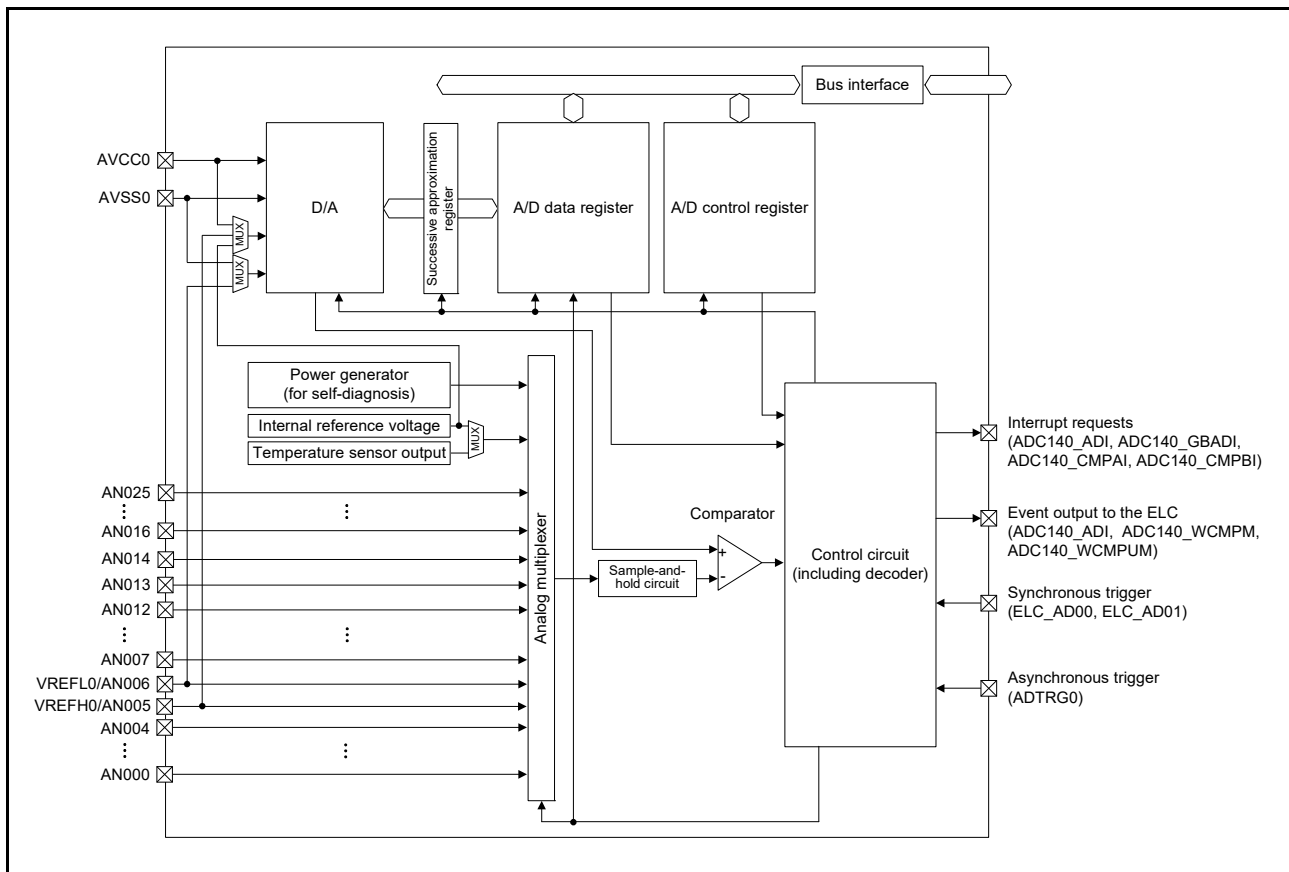 Bus interface
AVCC0
AVSS0
D/A
Successive approximation
register
A/D data register
A/D control register
MUX
MUX
Power generator
(for self-diagnosis)
Internal reference voltage
Temperature sensor output
MUX
Analog multiplexer
AN025
AN016
AN014
AN013
AN012
AN007
VREFL0/AN006
VREFH0/AN005
AN004
AN000
Sample-and-
hold circuit
Comparator
+
-
Control circuit
(including decoder)
Interrupt requests
(ADC140_ADI, ADC140_GBADI,
ADC140_CMPAI, ADC140_CMPBI)
Event output to the ELC
(ADC140_ADI, ADC140_WCMPM,
ADC140_WCMPUM)
Synchronous trigger
(ELC_AD00, ELC_AD01)
Asynchronous trigger
(ADTRG0)